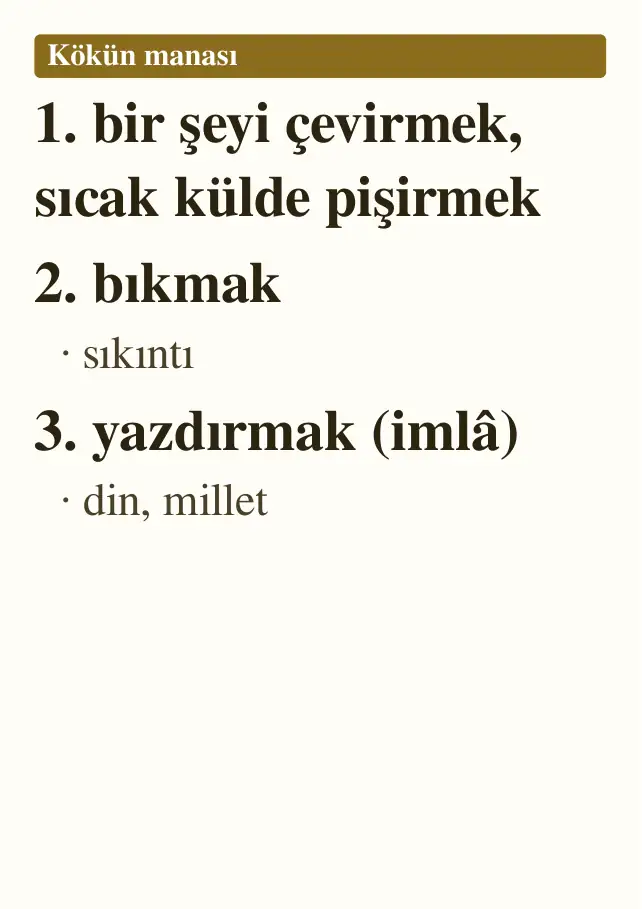 Kökün manası
1. bir şeyi çevirmek,
sıcak külde pişirmek
2. bıkmak
· sıkıntı
3. yazdırmak (imlâ)
· din, millet